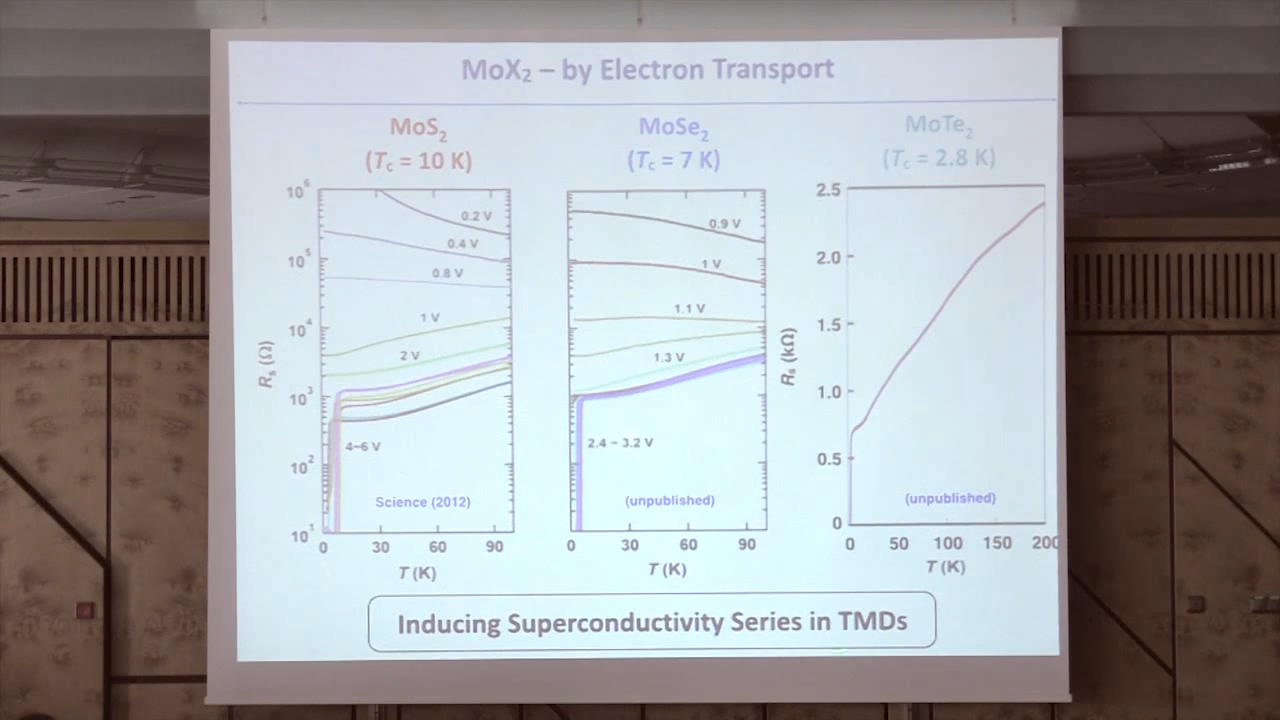 MoX₂ – by Electron Transport
MoS₂
(Tc = 10 K)
10⁶
10⁵
10⁴
10³
10²
10¹
Rs (Ω)
0.2 V
0.4 V
0.8 V
1 V
2 V
4~6 V
Science (2012)
0 30 60 90
T (K)
MoSe₂
(Tc = 7 K)
0.9 V
1 V
1.1 V
1.3 V
2.4 – 3.2 V
(unpublished)
0 30 60 90
T (K)
MoTe₂
(Tc = 2.8 K)
2.5
2.0
1.5
1.0
0.5
0
Rs (kΩ)
(unpublished)
0 50 100 150 200
T (K)
Inducing Superconductivity Series in TMDs